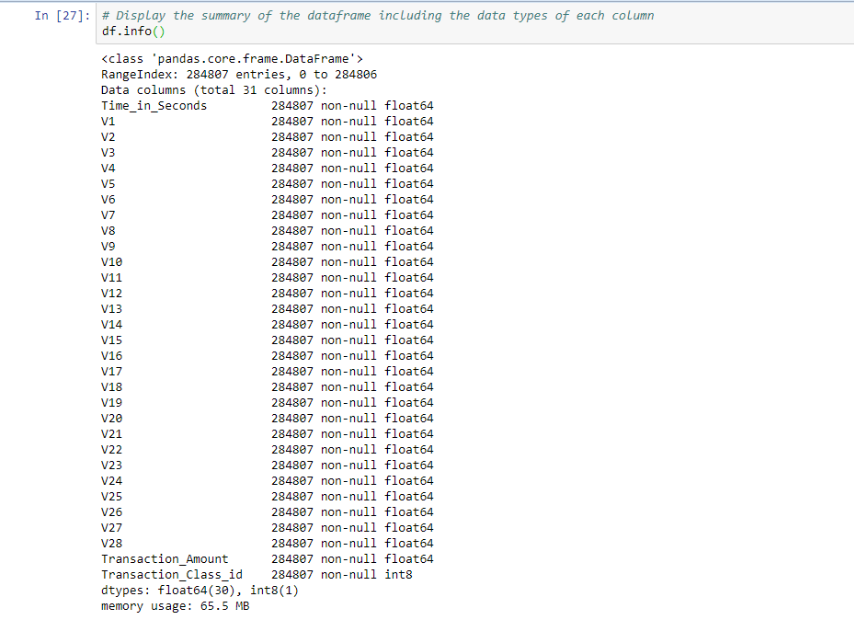 In [27]: # Display the summary of the dataframe including the data types of each column
df.info()
<class 'pandas.core.frame.DataFrame'>
RangeIndex: 284807 entries, 0 to 284806
Data columns (total 31 columns):
Time_in_Seconds 284807 non-null float64
V1 284807 non-null float64
V2 284807 non-null float64
V3 284807 non-null float64
V4 284807 non-null float64
V5 284807 non-null float64
V6 284807 non-null float64
V7 284807 non-null float64
V8 284807 non-null float64
V9 284807 non-null float64
V10 284807 non-null float64
V11 284807 non-null float64
V12 284807 non-null float64
V13 284807 non-null float64
V14 284807 non-null float64
V15 284807 non-null float64
V16 284807 non-null float64
V17 284807 non-null float64
V18 284807 non-null float64
V19 284807 non-null float64
V20 284807 non-null float64
V21 284807 non-null float64
V22 284807 non-null float64
V23 284807 non-null float64
V24 284807 non-null float64
V25 284807 non-null float64
V26 284807 non-null float64
V27 284807 non-null float64
V28 284807 non-null float64
Transaction_Amount 284807 non-null float64
Transaction_Class_id 284807 non-null int8
dtypes: float64(30), int8(1)
memory usage: 65.5 MB